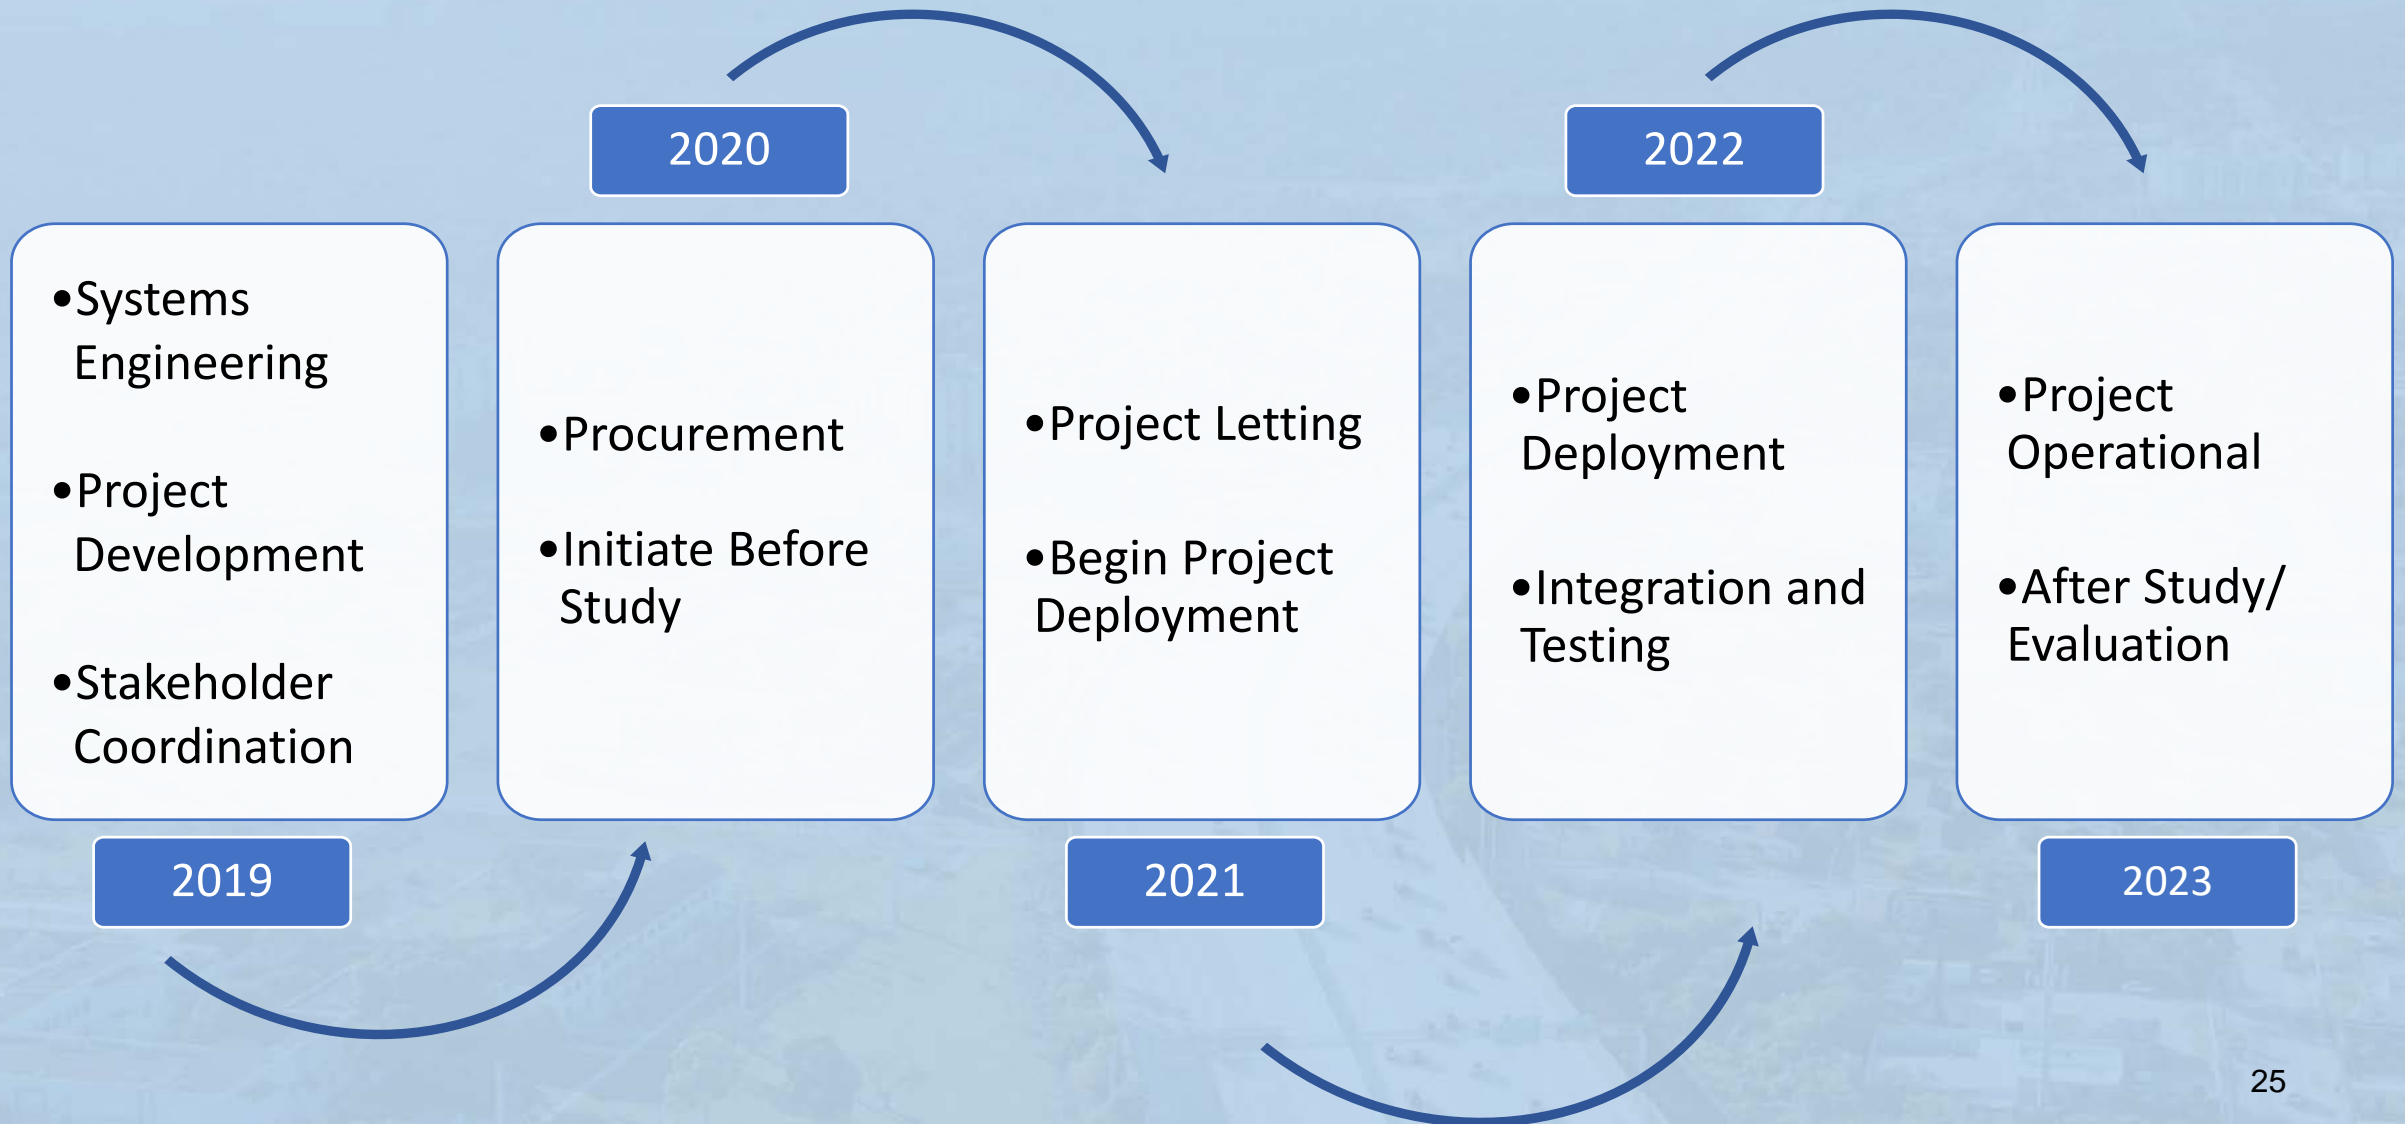 2019
•Systems
Engineering
•Project
Development
•Stakeholder
Coordination
2020
•Procurement
•Initiate Before
Study
2021
•Project Letting
•Begin Project
Deployment
2022
•Project
Deployment
•Integration and
Testing
2023
•Project
Operational
•After Study/
Evaluation
25